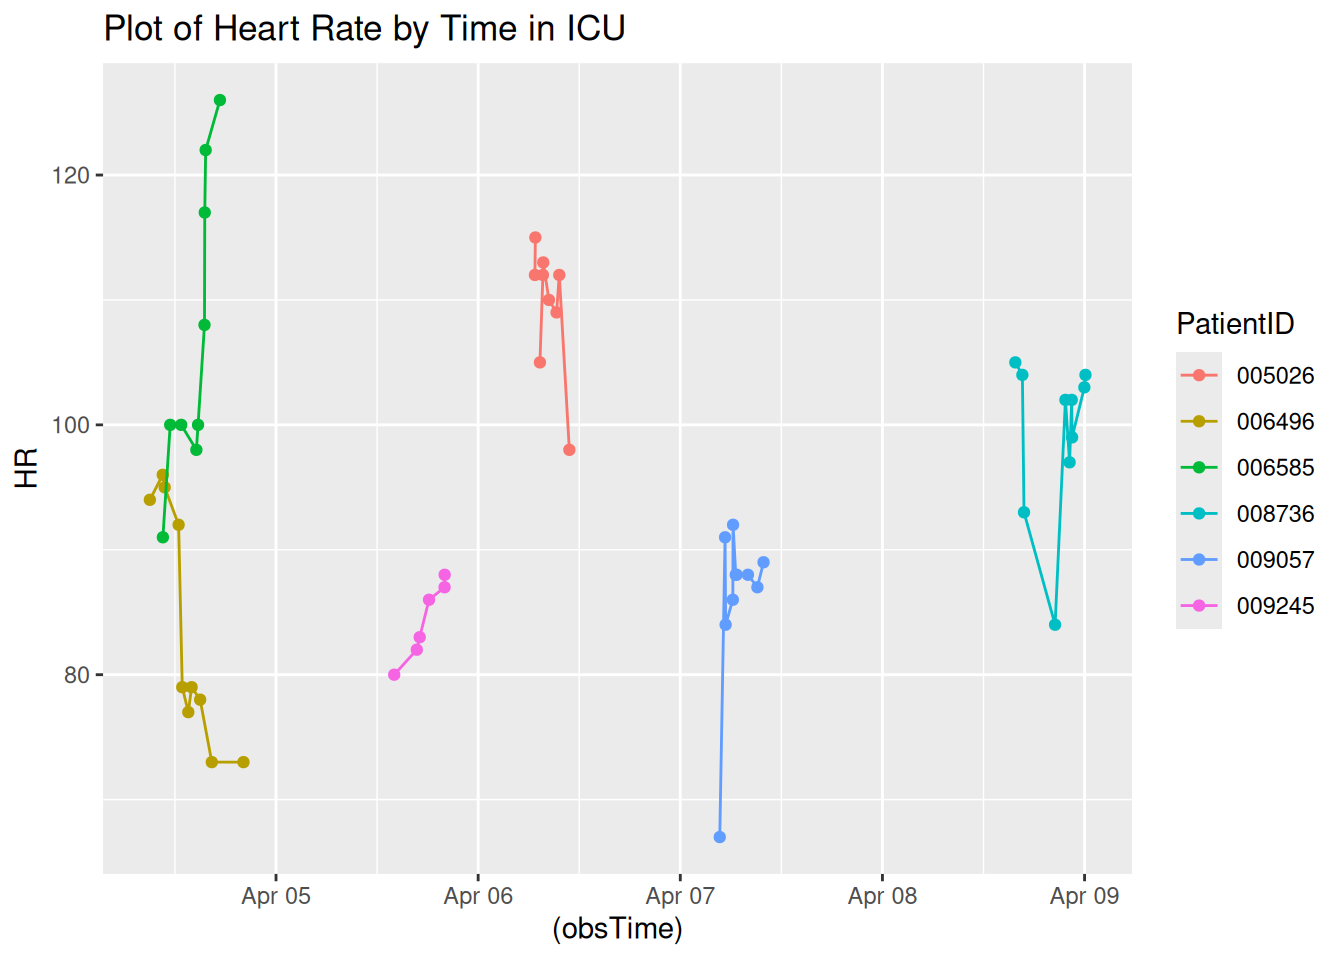 Plot of Heart Rate by Time in ICU
120
100
80
HR
Apr 05 Apr 06 Apr 07 Apr 08 Apr 09
(obsTime)
PatientID
005026
006496
006585
008736
009057
009245